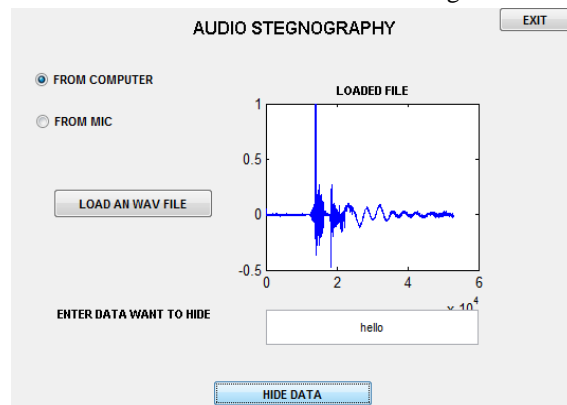 AUDIO STEGNOGRAPHY
EXIT
FROM COMPUTER
FROM MIC
LOAD AN WAV FILE
LOADED FILE
1
0.5
0
-0.5
0 2 4 6
x 10^4
ENTER DATA WANT TO HIDE
hello
HIDE DATA